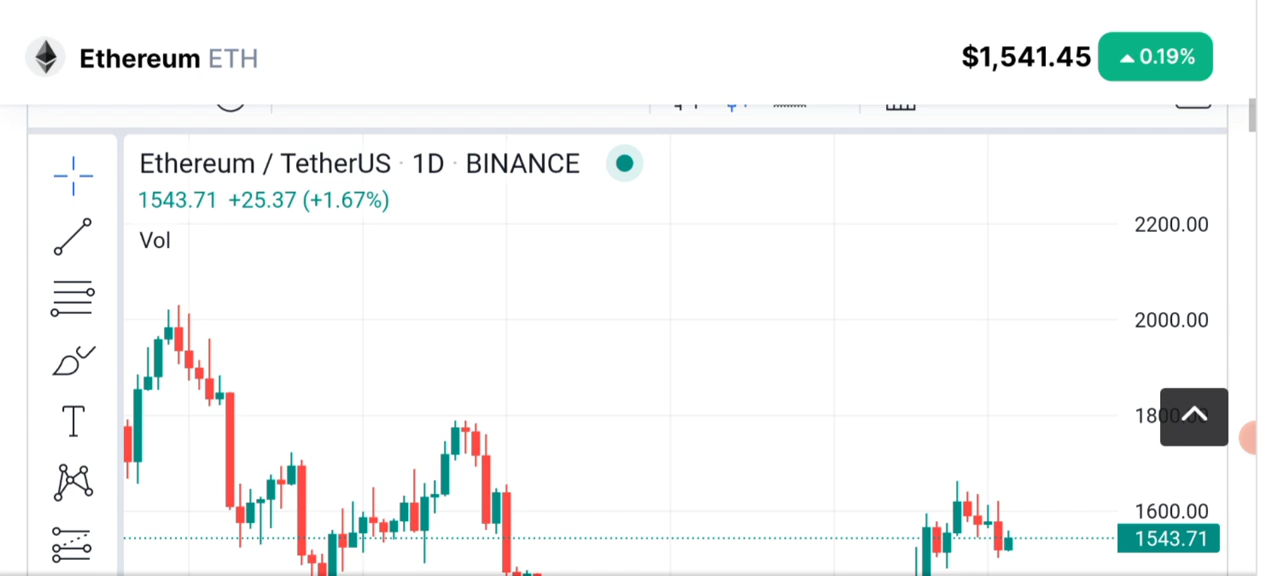 Ethereum ETH
$1,541.45 ▲0.19%
Ethereum / TetherUS · 1D · BINANCE
1543.71 +25.37 (+1.67%)
Vol
2200.00
2000.00
T
1600.00
1543.71